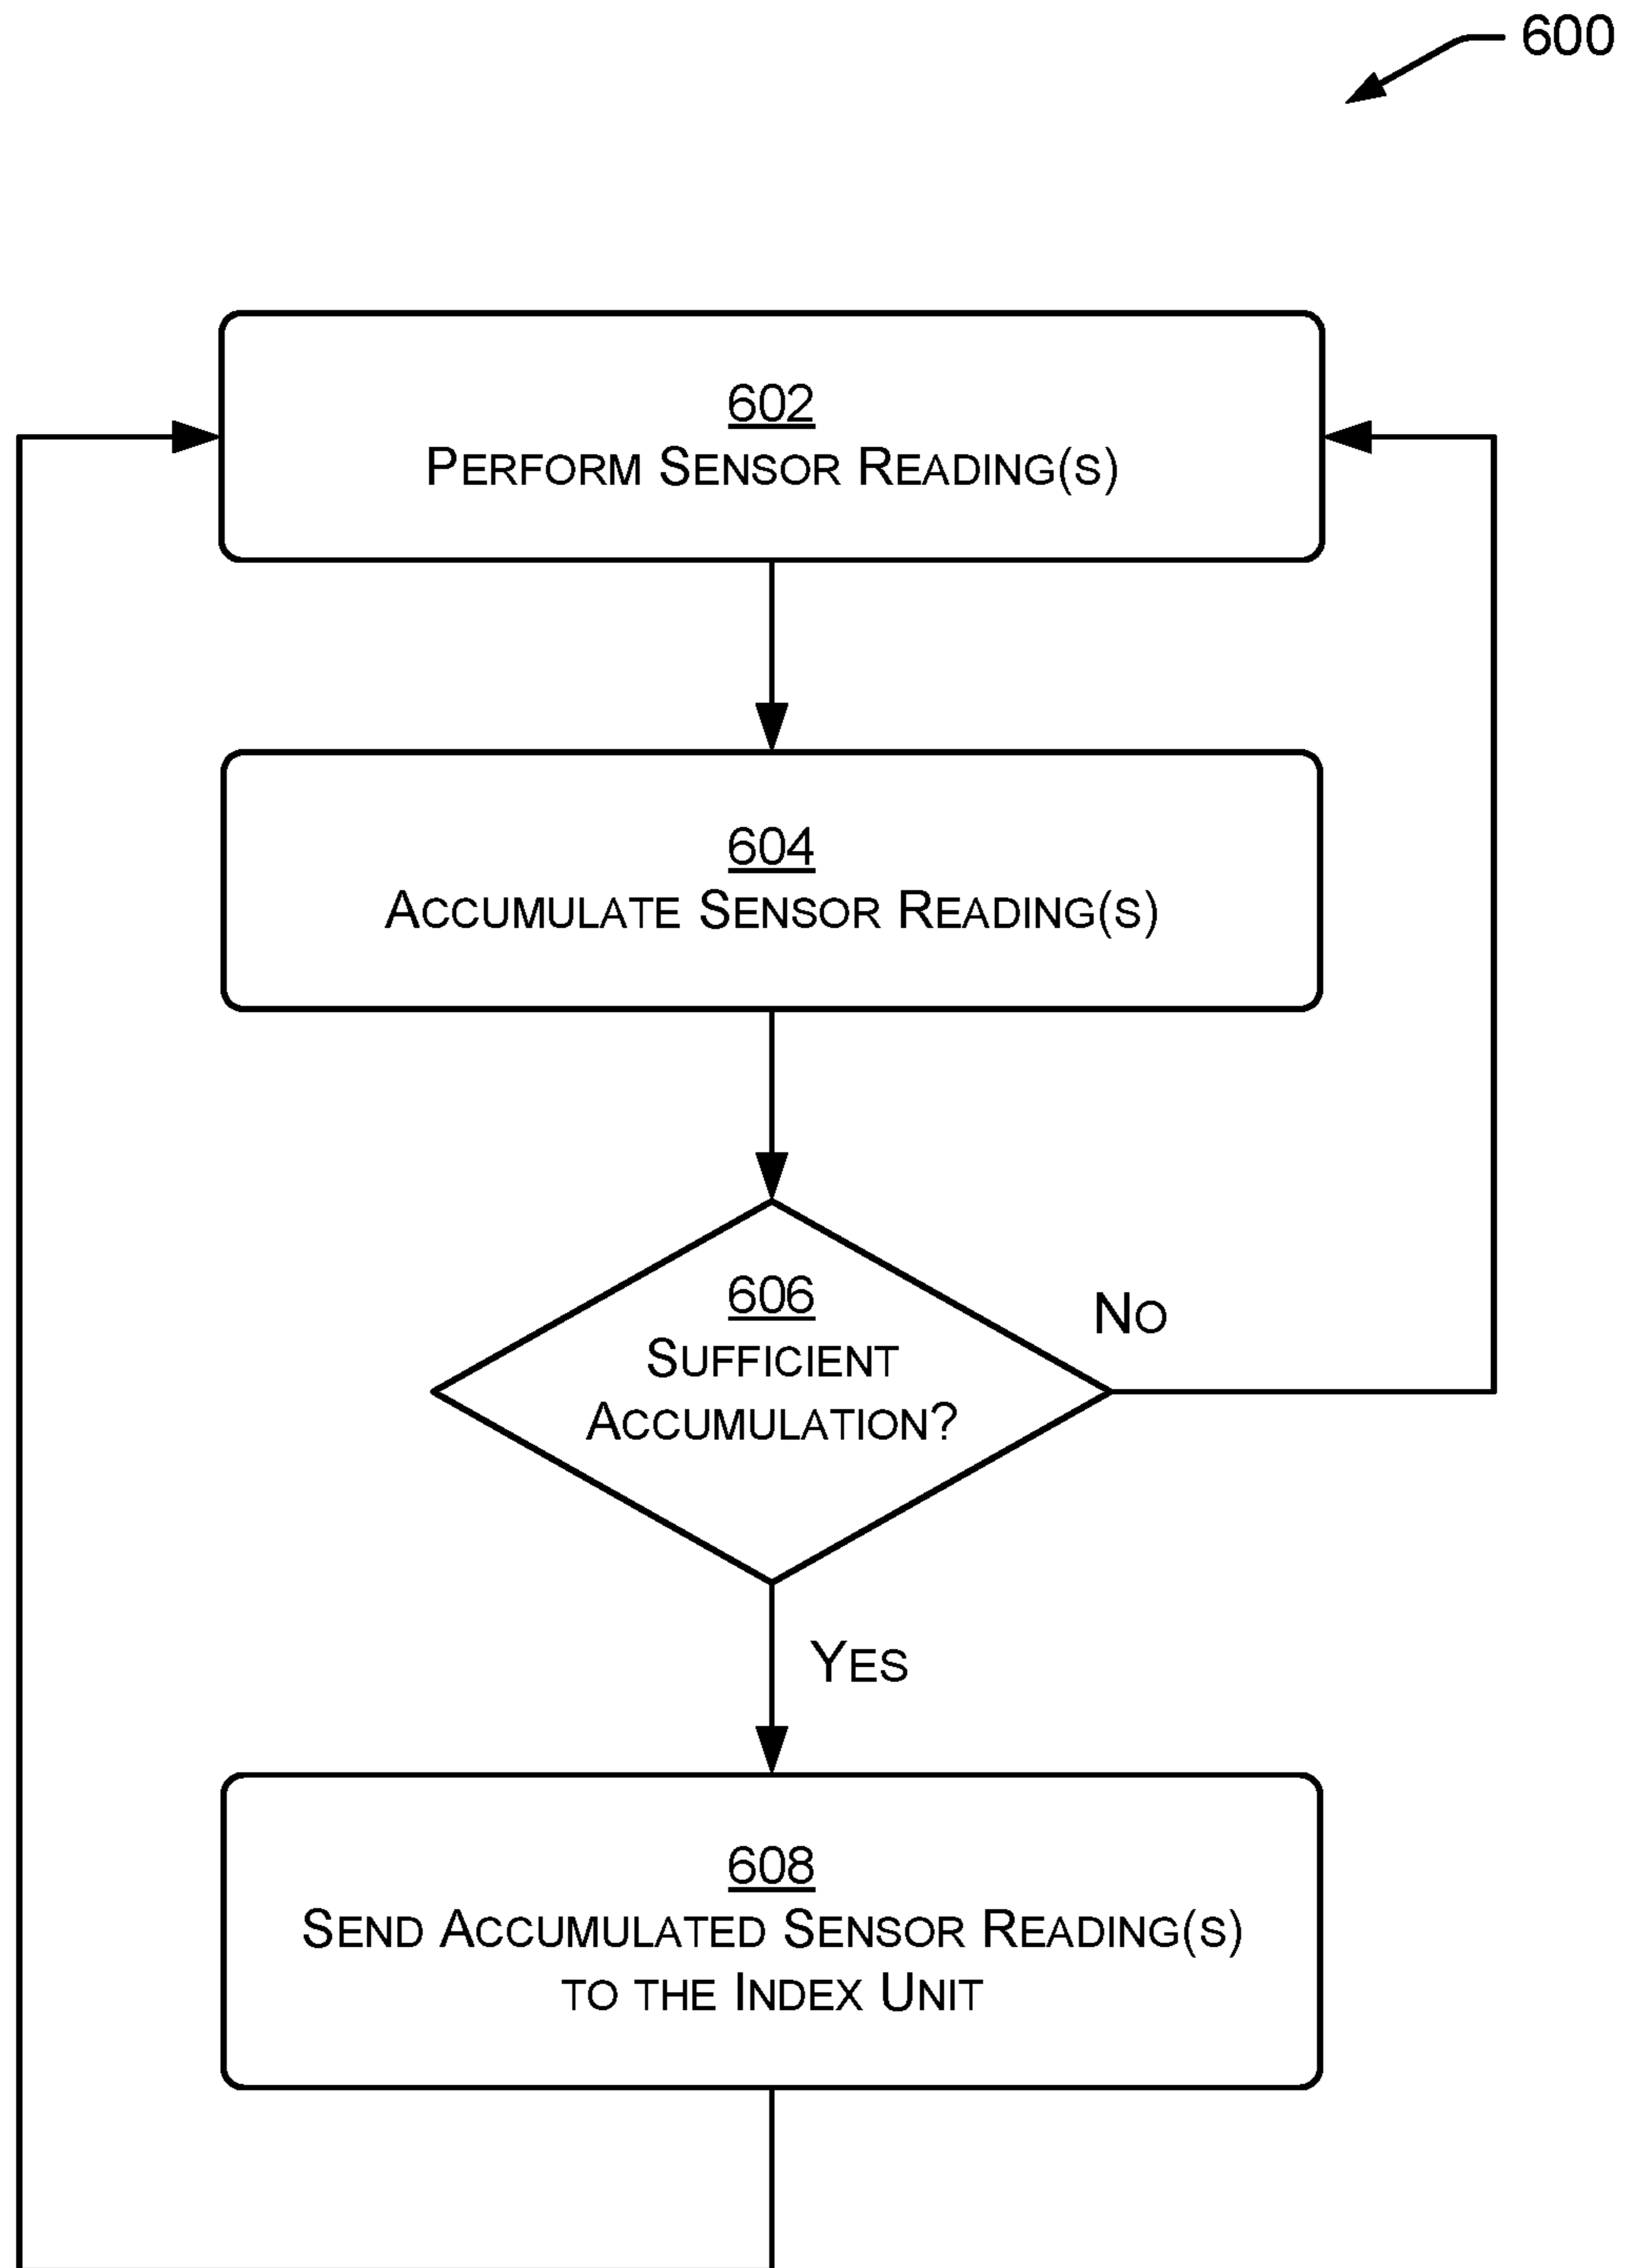 600
602
PERFORM SENSOR READING(S)
604
ACCUMULATE SENSOR READING(S)
606
SUFFICIENT
ACCUMULATION?
NO
YES
608
SEND ACCUMULATED SENSOR READING(S)
TO THE INDEX UNIT